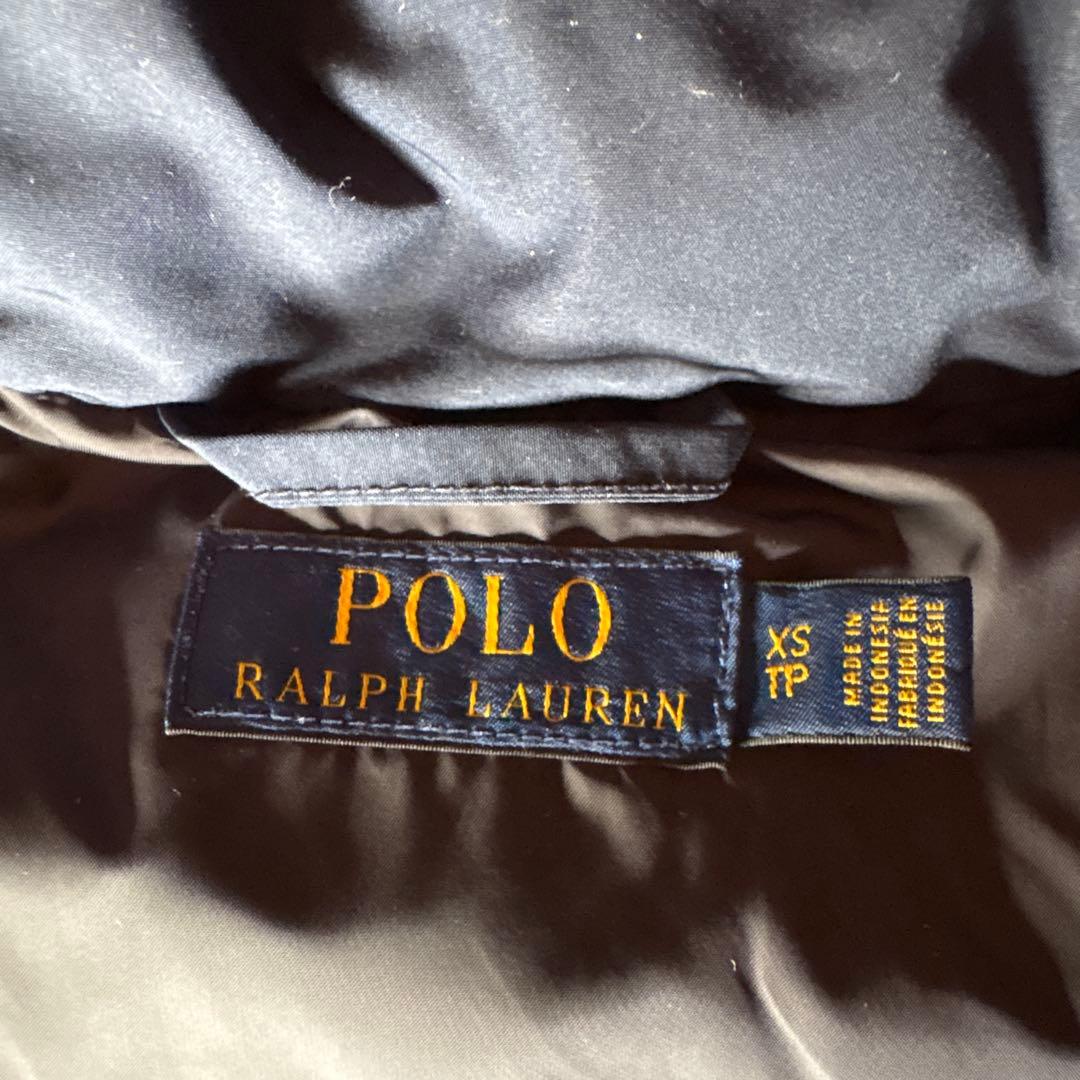 POLO
RALPH LAUREN
XS
TP
MADE IN
INDONESIA
FABRIQUÉ EN
INDONÉSIE